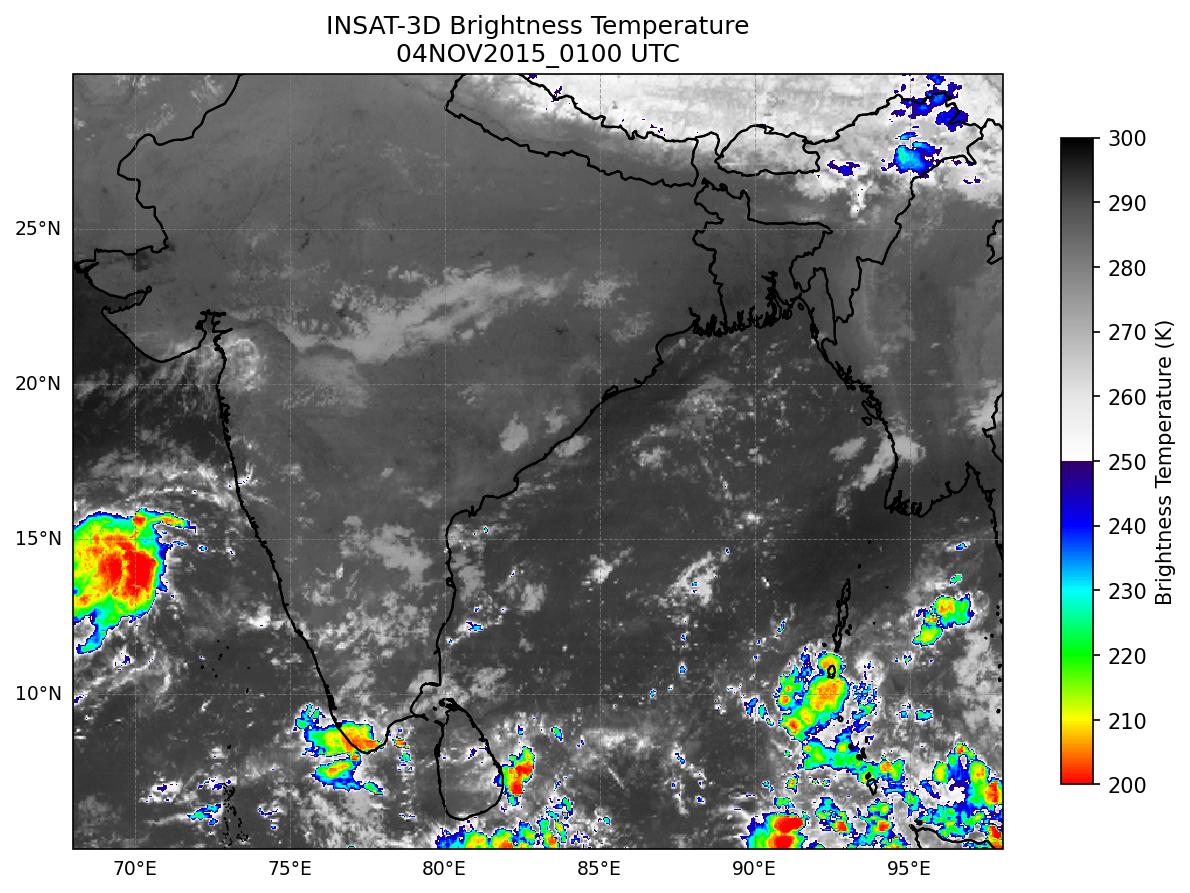 INSAT-3D Brightness Temperature
04NOV2015_0100 UTC
25°N
20°N
15°N
10°N
70°E
75°E
80°E
85°E
90°E
95°E
300
290
280
270
260
250
240
230
220
210
200
Brightness Temperature (K)